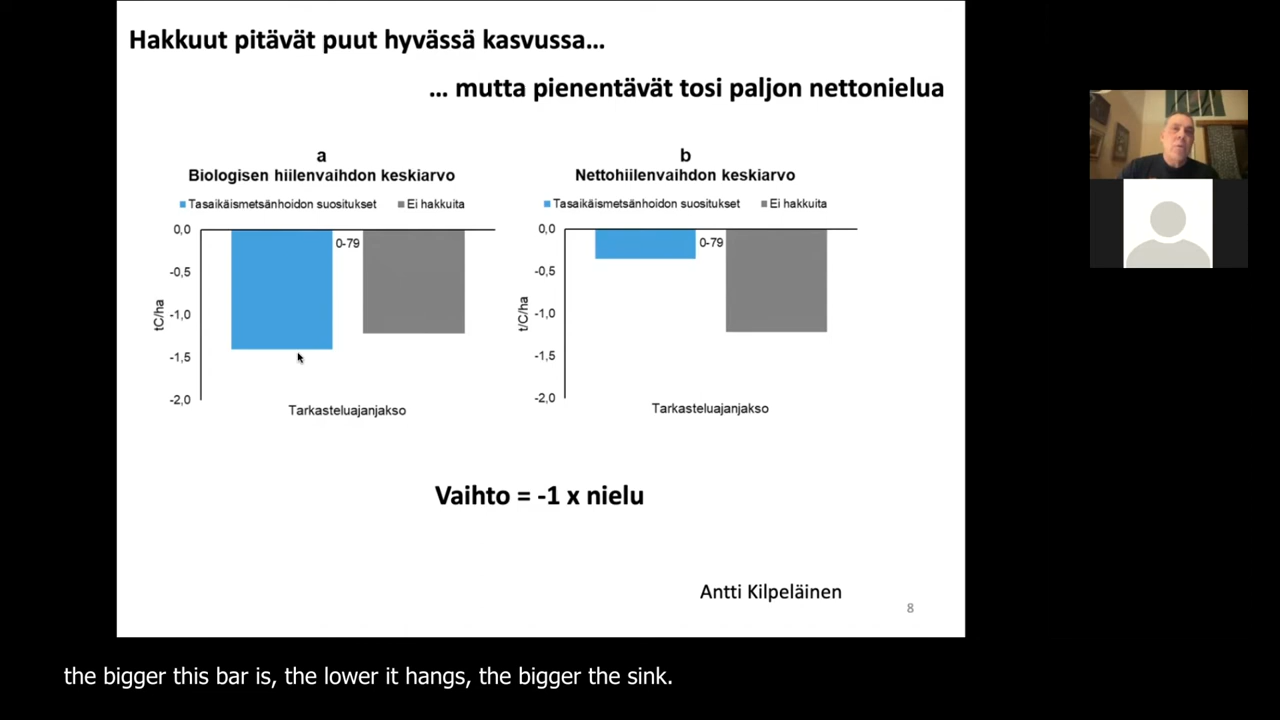 Hakkuut pitävät puut hyvässä kasvussa...
... mutta pienentävät tosi paljon nettonielua
a
Biologisen hiilenvaihdon keskiarvo
Tasaikäismetsänhoidon suositukset Ei hakkuita
0,0
0-79
-0,5
-1,0
-1,5
-2,0
tC/ha
Tarkasteluajanjakso
b
Nettohiilenvaihdon keskiarvo
Tasaikäismetsänhoidon suositukset Ei hakkuita
0,0
0-79
-0,5
-1,0
-1,5
-2,0
t/C/ha
Tarkasteluajanjakso
Vaihto = -1 x nielu
Antti Kilpeläinen
8
the bigger this bar is, the lower it hangs, the bigger the sink.